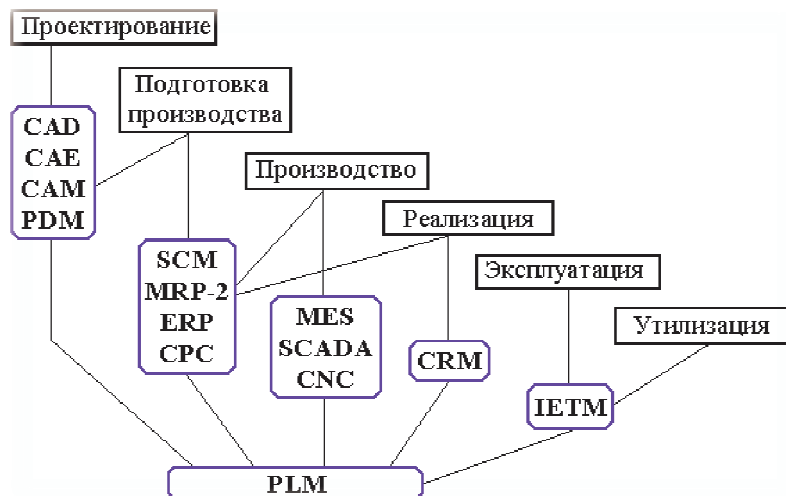 Проектирование
Подготовка
производства
CAD
CAE
CAM
PDM
Производство
Реализация
SCM
MRP-2
ERP
CPC
Эксплуатация
MES
SCADA
CNC
Утилизация
CRM
IETM
PLM